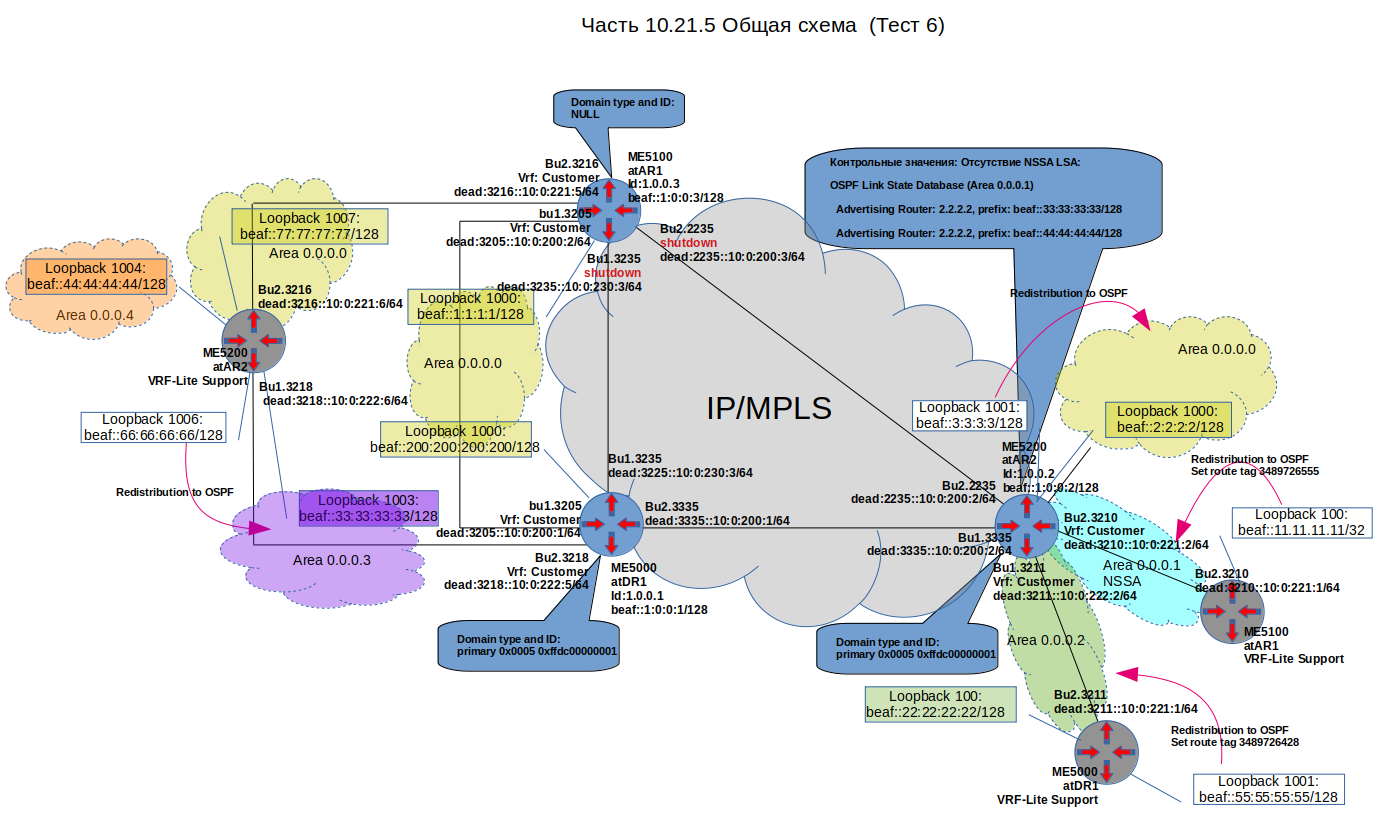 Часть 10.21.5 Общая схема (Тест 6)
Domain type and ID:
NULL
Bu2.3216
Vrf: Customer
dead:3216::10:0:221:5/64
ME5100
atAR1
Id:1.0.0.3
beaf::1:0:0:3/128
bu1.3205
Vrf: Customer
dead:3205::10:0:200:2/64
Bu2.2235
shutdown
dead:2235::10:0:200:3/64
Bu1.3235
shutdown
dead:3235::10:0:230:3/64
Контрольные значения: Отсутствие NSSA LSA:
OSPF Link State Database (Area 0.0.0.1)
Advertising Router: 2.2.2.2, prefix: beaf::33:33:33:33/128
Advertising Router: 2.2.2.2, prefix: beaf::44:44:44:44/128
Loopback 1007:
beaf::77:77:77:77/128
Area 0.0.0.0
Loopback 1004:
beaf::44:44:44:44/128
Area 0.0.0.4
Bu2.3216
dead:3216::10:0:221:6/64
ME5200
atAR2
VRF-Lite Support
Bu1.3218
dead:3218::10:0:222:6/64
Loopback 1000:
beaf::1:1:1:1/128
Area 0.0.0.0
Loopback 1000:
beaf::200:200:200:200/128
Loopback 1006:
beaf::66:66:66:66/128
Redistribution to OSPF
Loopback 1003:
beaf::33:33:33:33/128
Area 0.0.0.3
IP/MPLS
Redistribution to OSPF
Area 0.0.0.0
Loopback 1001:
beaf::3:3:3:3/128
Loopback 1000:
beaf::2:2:2:2/128
ME5200
atAR2
Id:1.0.0.2
beaf::1:0:0:2/128
Redistribution to OSPF
Set route tag 3489726555
Bu1.3235
dead:3225::10:0:230:3/64
Bu2.2235
dead:2235::10:0:200:2/64
bu1.3205
Vrf: Customer
dead:3205::10:0:200:1/64
Bu2.3335
dead:3335::10:0:200:1/64
Bu1.3335
dead:3335::10:0:200:2/64
Bu2.3210
Vrf: Customer
dead:3210::10:0:221:2/64
Loopback 100:
beaf::11.11.11.11/32
Bu2.3218
Vrf: Customer
dead:3218::10:0:222:5/64
ME5000
atDR1
Id:1.0.0.1
beaf::1:0:0:1/128
Bu1.3211
Vrf: Customer
dead:3211::10:0:222:2/64
Area 0.0.0.1
NSSA
Bu2.3210
dead:3210::10:0:221:1/64
ME5100
atAR1
VRF-Lite Support
Domain type and ID:
primary 0x0005 0xffdc00000001
Domain type and ID:
primary 0x0005 0xffdc00000001
Area 0.0.0.2
Loopback 100:
beaf::22:22:22:22/128
Bu2.3211
dead:3211::10:0:221:1/64
Redistribution to OSPF
Set route tag 3489726428
ME5000
atDR1
VRF-Lite Support
Loopback 1001:
beaf::55:55:55:55/128